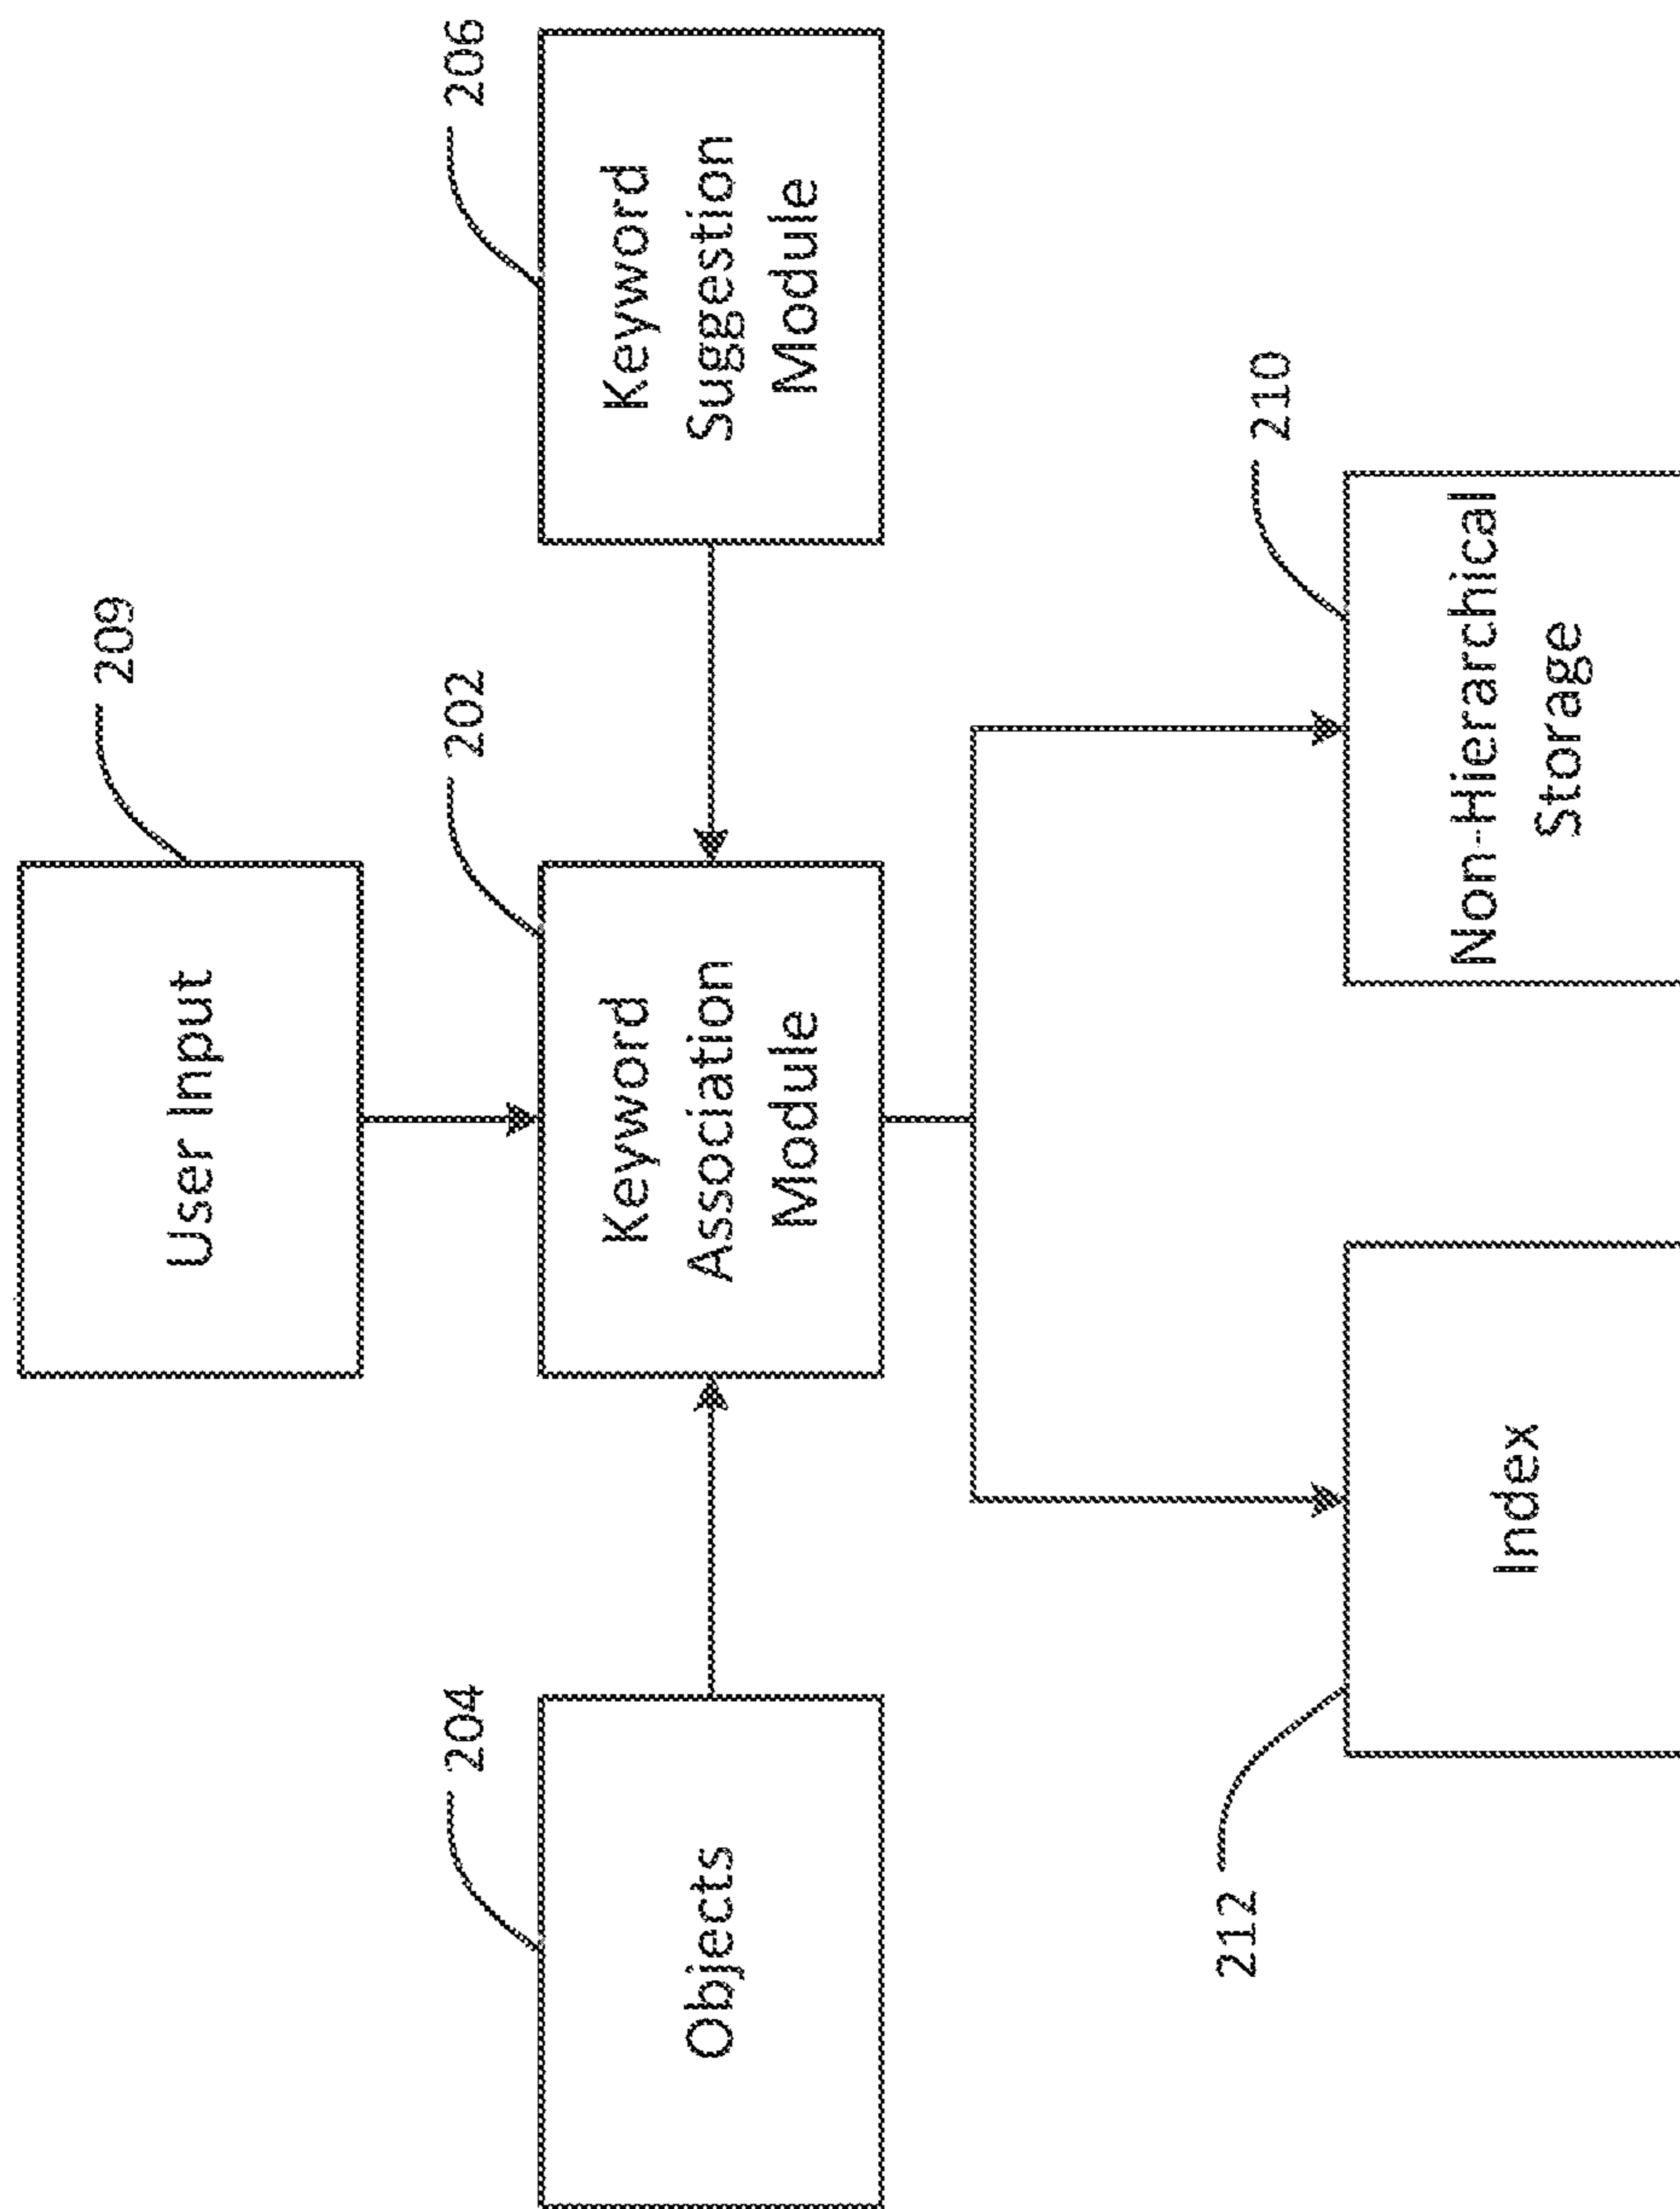 209
User Input
204
202
206
Objects
Keyword
Association
Module
Keyword
Suggestion
Module
212
210
Index
Non-Hierarchical
Storage